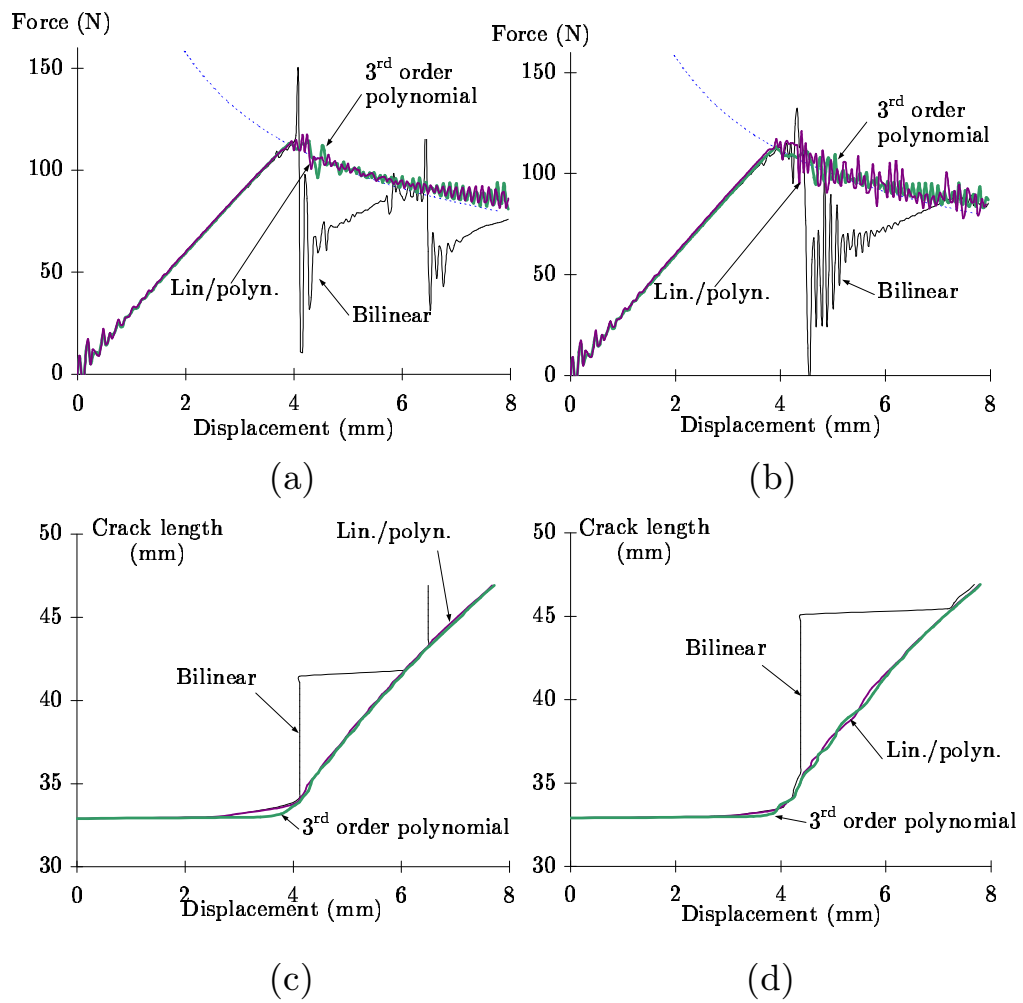 Force (N)
150
100
50
0
0 2 4 6 8
Displacement (mm)
3rd order
polynomial
Lin/polyn.
Bilinear
(a)
Force (N)
150
100
50
0
0 2 4 6 8
Displacement (mm)
3rd order
polynomial
Lin./polyn.
Bilinear
(b)
Crack length
(mm)
50
45
40
35
30
0 2 4 6 8
Displacement (mm)
Lin./polyn.
Bilinear
3rd order polynomial
(c)
Crack length
(mm)
50
45
40
35
30
0 2 4 6 8
Displacement (mm)
Bilinear
Lin./polyn.
3rd order polynomial
(d)